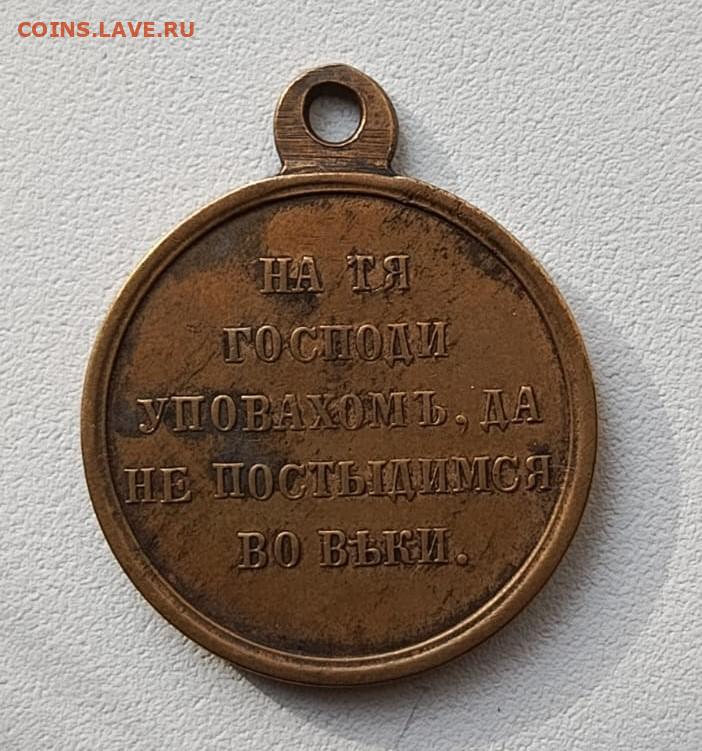 COINS.LAVE.RU
НА ТЯ
ГОСПОДИ
УПОВАХОМЪ, ДА
НЕ ПОСТЫДИМСЯ
ВО ВѢКИ.